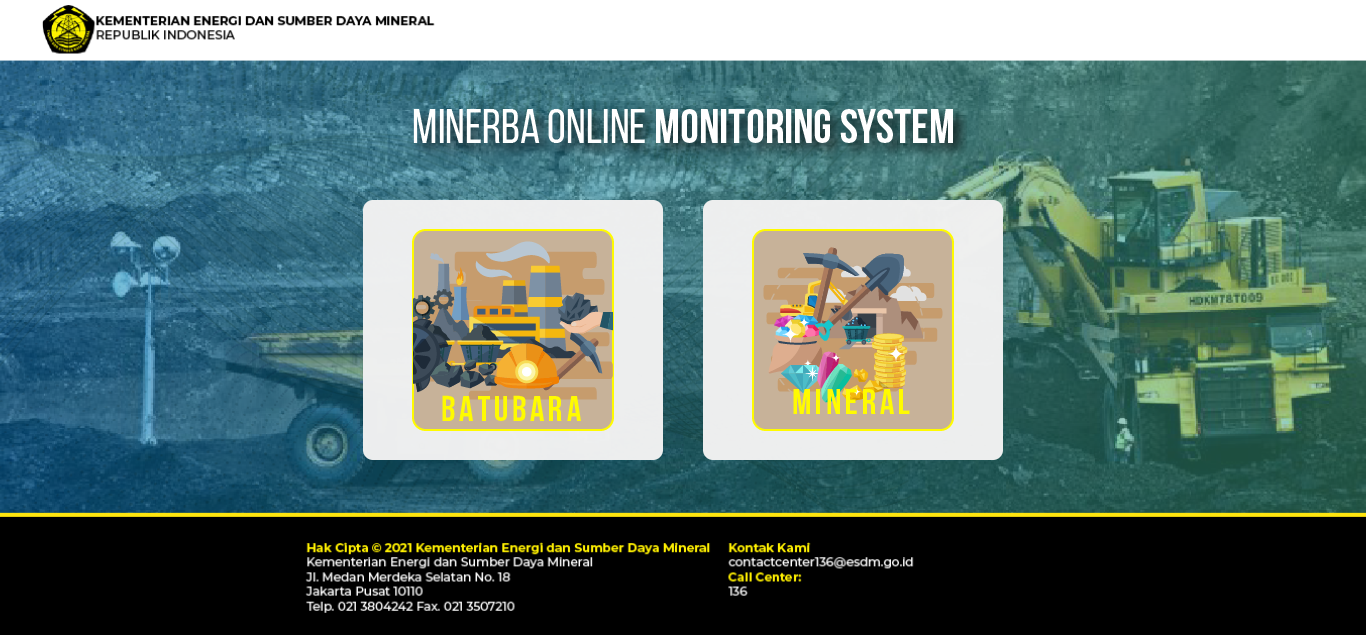 KEMENTERIAN ENERGI DAN SUMBER DAYA MINERAL
REPUBLIK INDONESIA
MINERBA ONLINE MONITORING SYSTEM
BATUBARA
MINERAL
HDKM78T009
Hak Cipta © 2021 Kementerian Energi dan Sumber Daya Mineral
Kementerian Energi dan Sumber Daya Mineral
Jl. Medan Merdeka Selatan No. 18
Jakarta Pusat 10110
Telp. 021 3804242 Fax. 021 3507210
Kontak Kami
contactcenter136@esdm.go.id
Call Center:
136